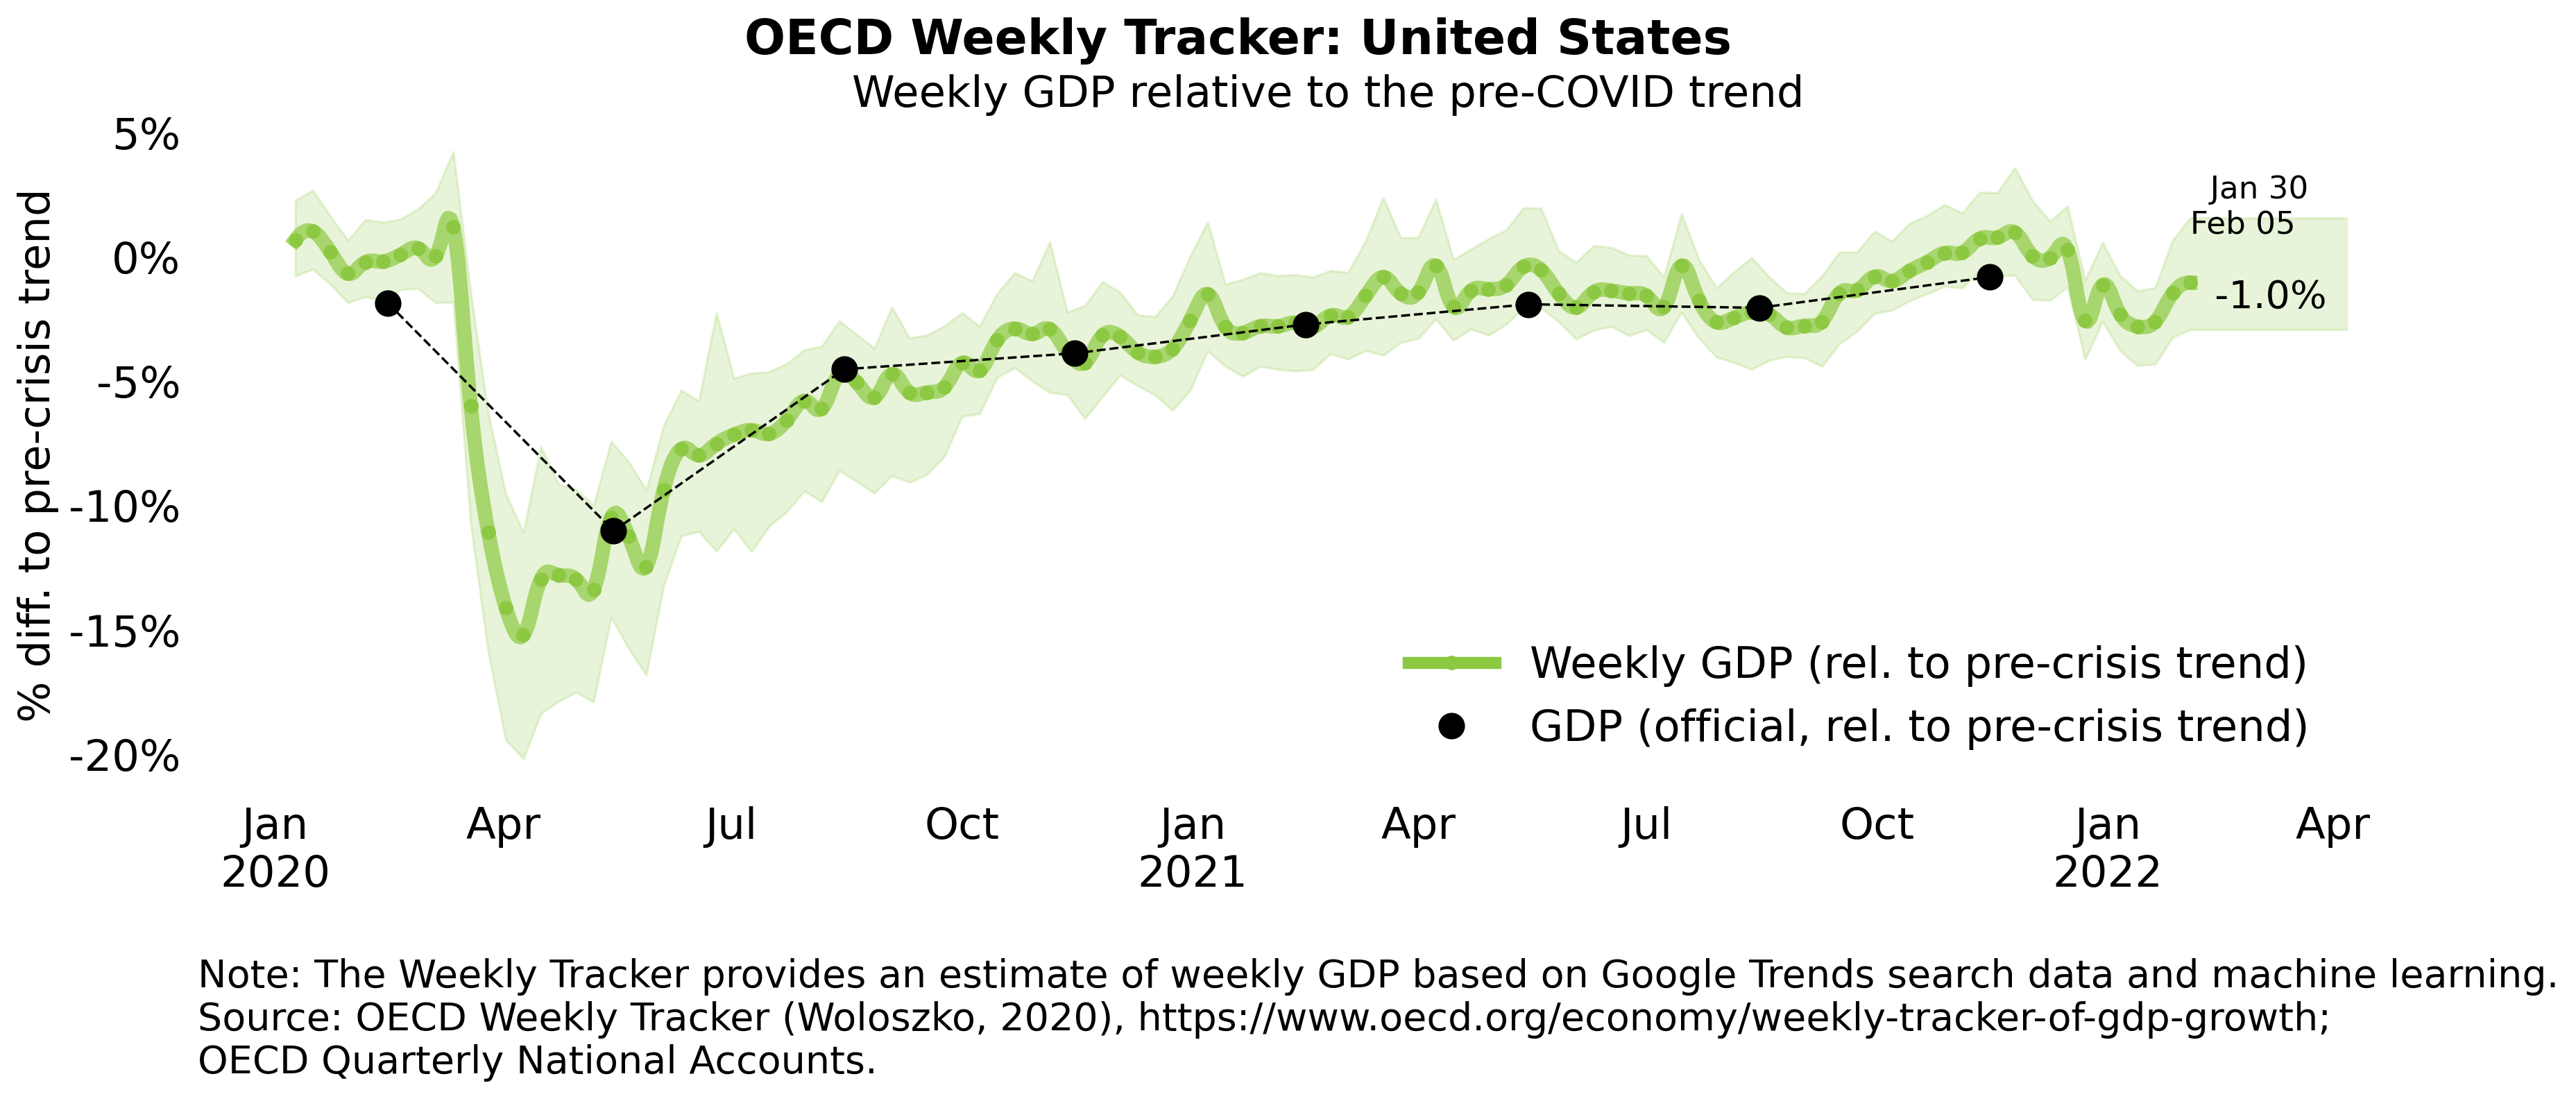 OECD Weekly Tracker: United States
Weekly GDP relative to the pre-COVID trend
% diff. to pre-crisis trend
5%
0%
-5%
-10%
-15%
-20%
Jan 30
Feb 05
-1.0%
Weekly GDP (rel. to pre-crisis trend)
GDP (official, rel. to pre-crisis trend)
Jan Apr Jul Oct Jan Apr Jul Oct Jan Apr
2020 2021 2022
Note: The Weekly Tracker provides an estimate of weekly GDP based on Google Trends search data and machine learning.
Source: OECD Weekly Tracker (Woloszko, 2020), https://www.oecd.org/economy/weekly-tracker-of-gdp-growth;
OECD Quarterly National Accounts.